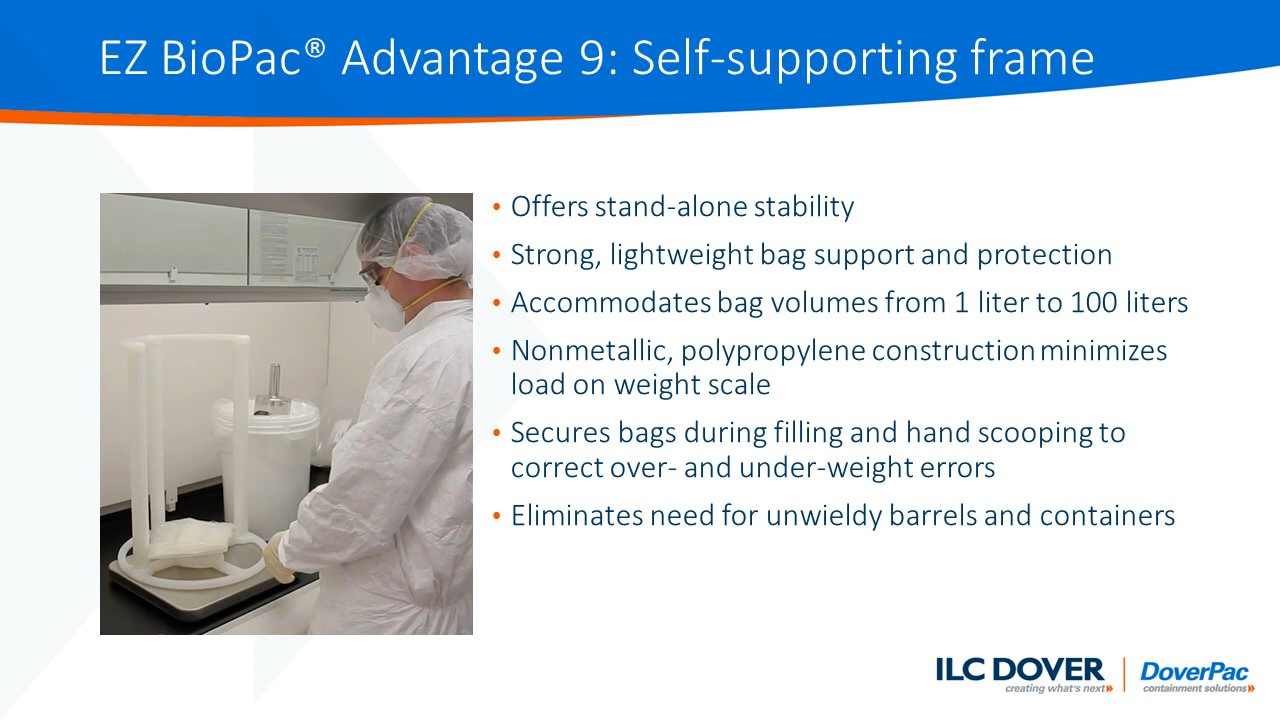 EZ BioPac® Advantage 9: Self-supporting frame
• Offers stand-alone stability
• Strong, lightweight bag support and protection
• Accommodates bag volumes from 1 liter to 100 liters
• Nonmetallic, polypropylene construction minimizes
load on weight scale
• Secures bags during filling and hand scooping to
correct over- and under-weight errors
• Eliminates need for unwieldy barrels and containers
ILC DOVER
creating what's next
DoverPac
containment solutions